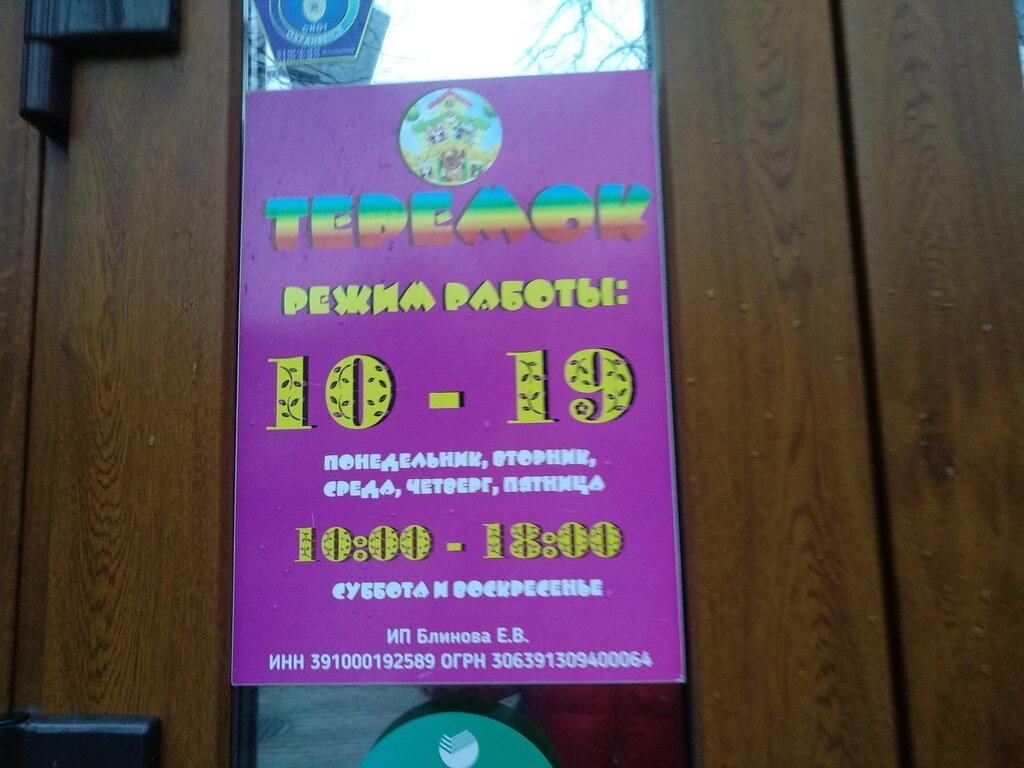 ТЕРЕМОК
РЕЖИМ РАБОТЫ:
10 - 19
ПОНЕДЕЛЬНИК, ВТОРНИК,
СРЕДА, ЧЕТВЕРГ, ПЯТНИЦА
10:00 - 18:00
СУББОТА И ВОСКРЕСЕНЬЕ
ИП Блинова Е.В.
ИНН 391000192589 ОГРН 306391309400064